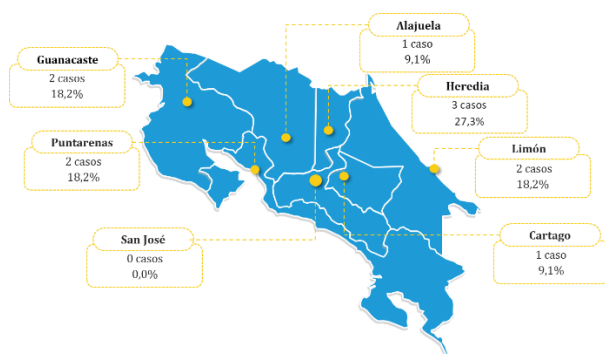 Alajuela
1 caso
9,1%
Guanacaste
2 casos
18,2%
Heredia
3 casos
27,3%
Puntarenas
2 casos
18,2%
Limón
2 casos
18,2%
San José
0 casos
0,0%
Cartago
1 caso
9,1%